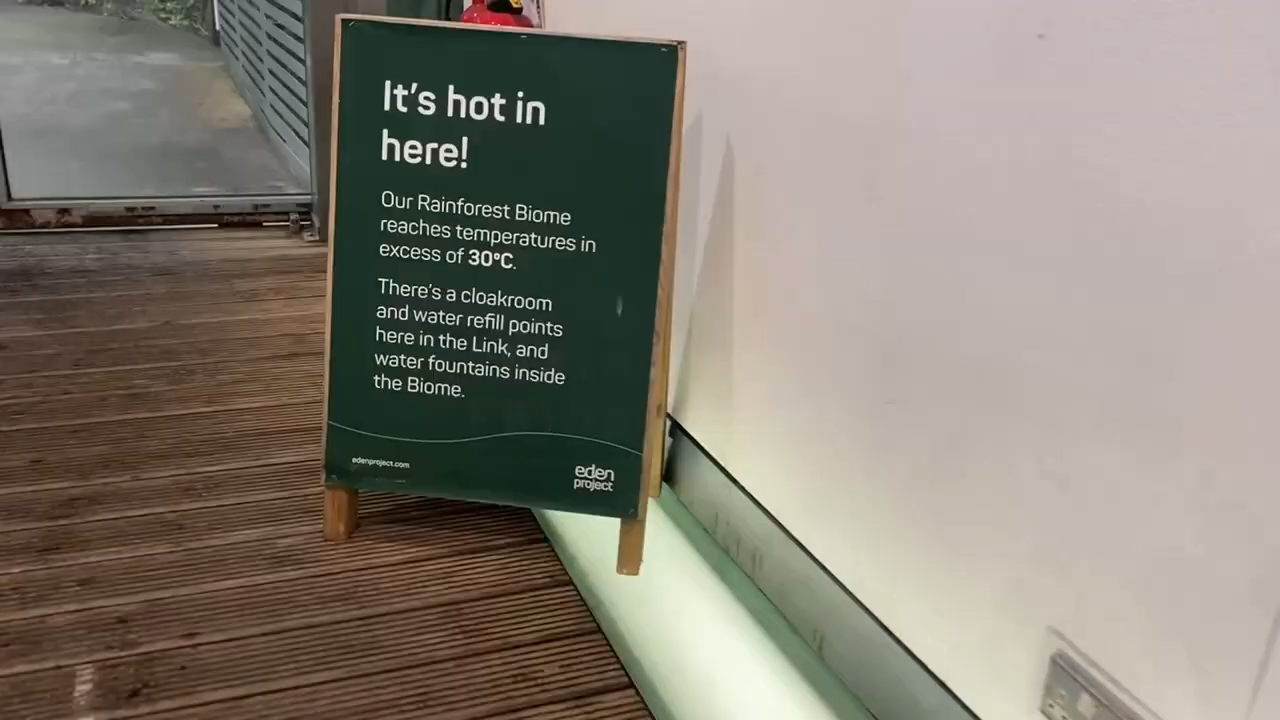 It's hot in
here!
Our Rainforest Biome
reaches temperatures in
excess of 30°C.
There's a cloakroom
and water refill points
here in the Link, and
water fountains inside
the Biome.
edenproject.com
eden
project